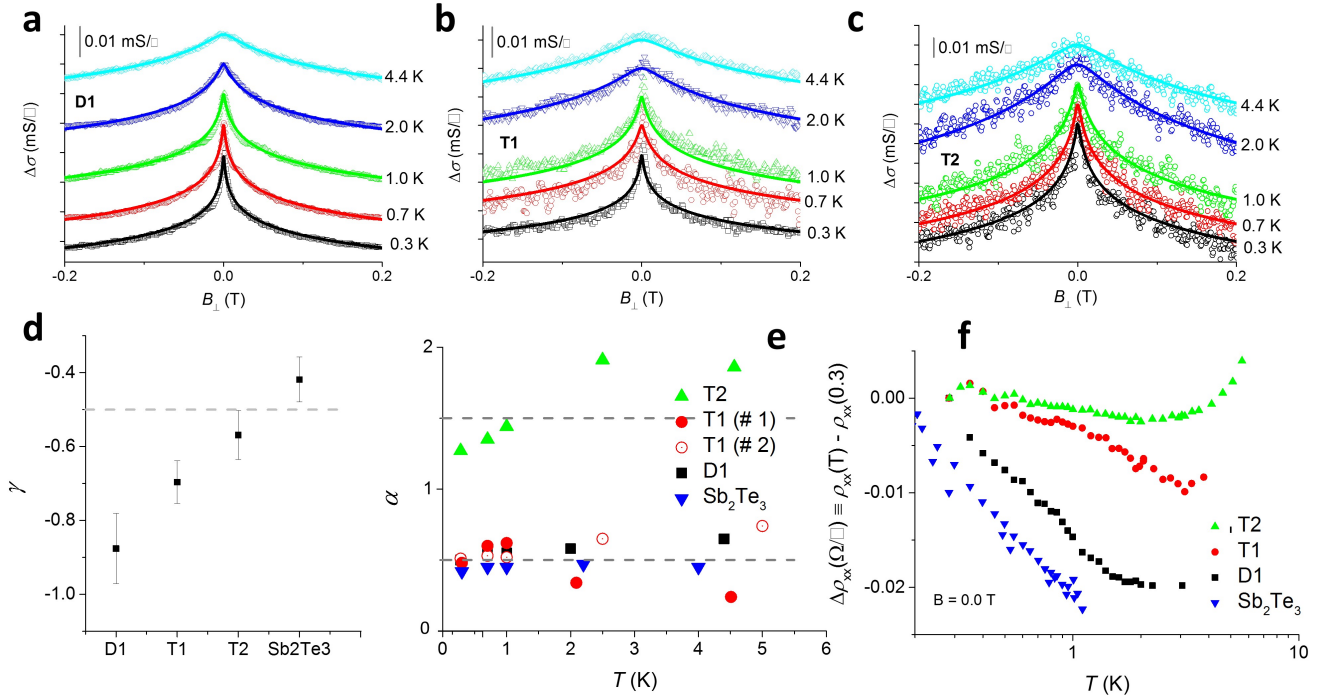 a
0.01 mS/□
D1
4.4 K
2.0 K
1.0 K
0.7 K
0.3 K
Δσ (mS/□)
-0.2
0.0
0.2
B⊥ (T)
b
0.01 mS/□
T1
4.4 K
2.0 K
1.0 K
0.7 K
0.3 K
Δσ (mS/□)
-0.2
0.0
0.2
B⊥ (T)
c
0.01 mS/□
T2
4.4 K
2.0 K
1.0 K
0.7 K
0.3 K
Δσ (mS/□)
-0.2
0.0
0.2
B⊥ (T)
d
-0.4
-0.6
-0.8
-1.0
γ
D1
T1
T2
Sb2Te3
e
2
1
0
α
T2
T1 (# 1)
T1 (# 2)
D1
Sb₂Te₃
0
1
2
3
4
5
6
T (K)
f
0.00
-0.01
-0.02
Δρxx(Ω/□) ≡ ρxx(T) - ρxx(0.3)
T2
T1
D1
Sb₂Te₃
B = 0.0 T
1
10
T (K)